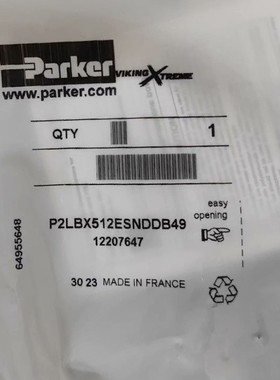 Parker VIKING XTREME
www.parker.com
QTY 1
easy
opening
P2LBX512ESNDDB49
12207647
30 23 MADE IN FRANCE
64955648